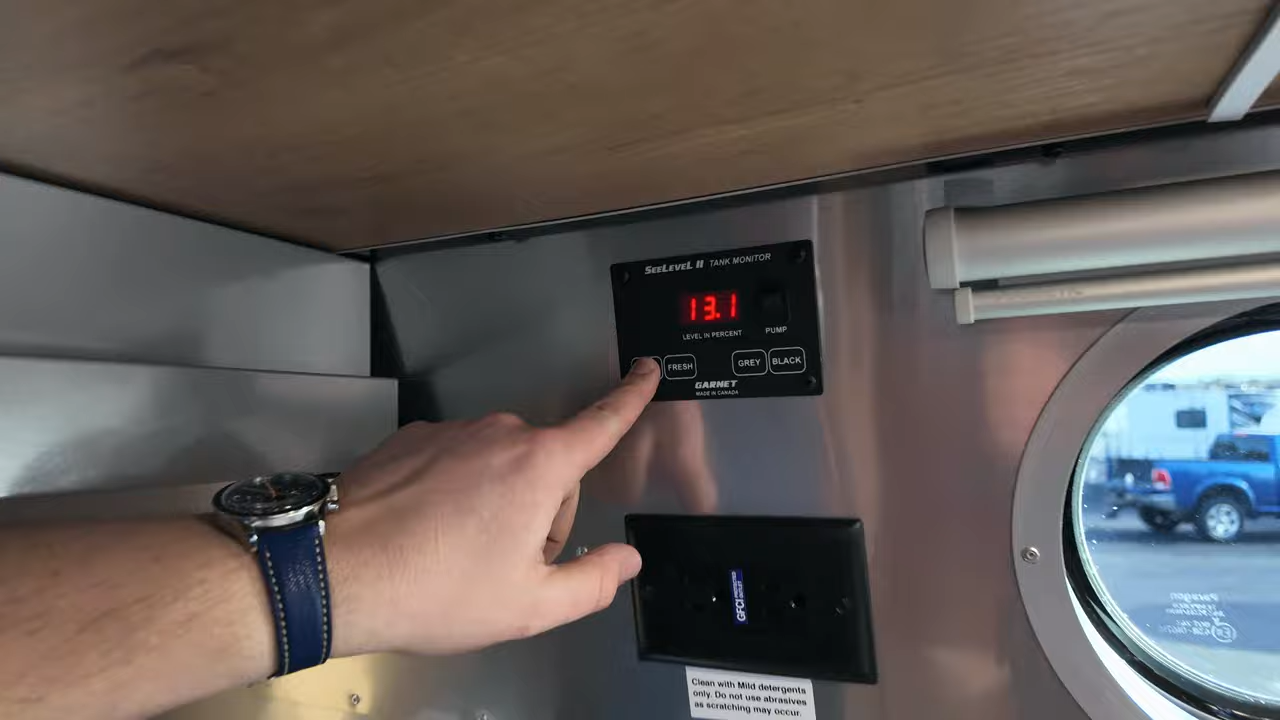 SEELEVEL II TANK MONITOR
13.1
LEVEL IN PERCENT
PUMP
FRESH GREY BLACK
GARNET
MADE IN CANADA
GFCI
Clean with Mild detergents
only. Do not use abrasives
as scratching may occur.
Paragon